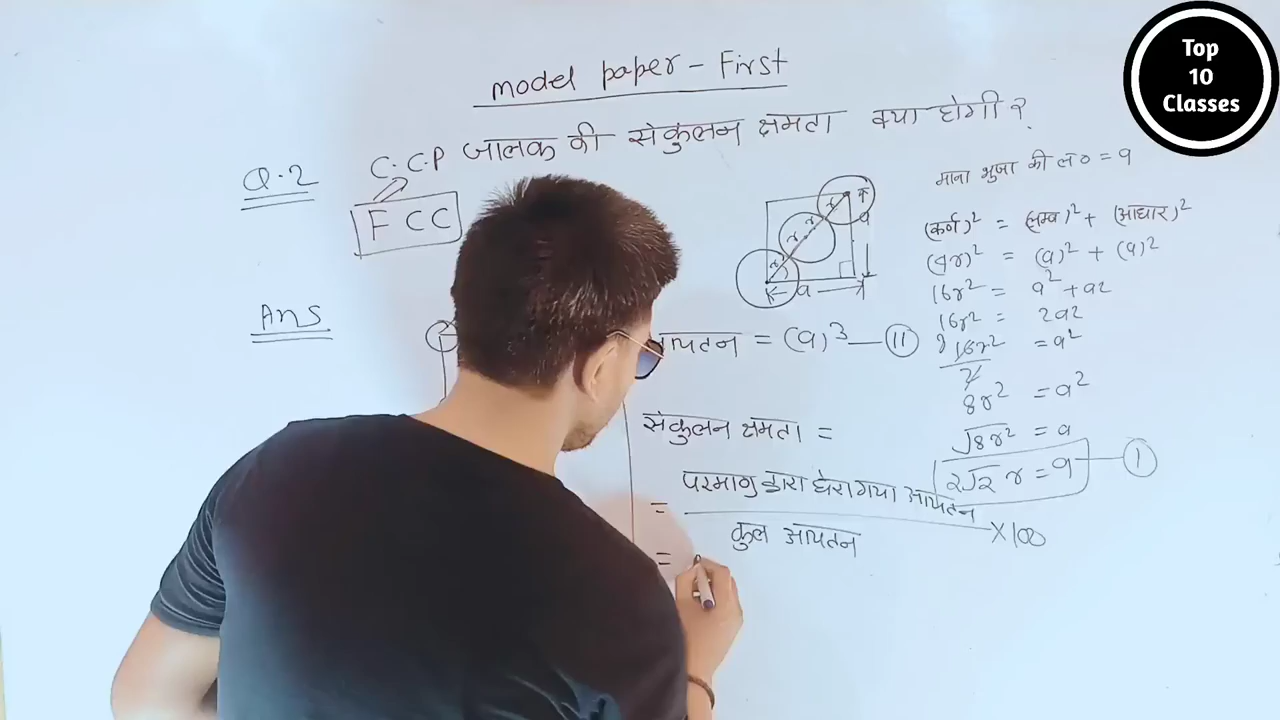 Top
10
Classes
model paper - First
Q.2 C.C.P जालक की संकुलन क्षमता क्या होगी ?
FCC
Ans
a
माना भुजा की ल० = a
(कर्ण)² = (लम्ब)² + (आधार)²
(4r)² = (a)² + (a)²
16r² = a² + a2
16r² = 2a2
16r² = a²
2
8r² = a²
√8r² = a
2√2 r = a — ①
= (a)³ — ⑪
संकुलन क्षमता =
= परमाणु द्वारा घेरा गया आयतन
कुल आयतन
×100
=